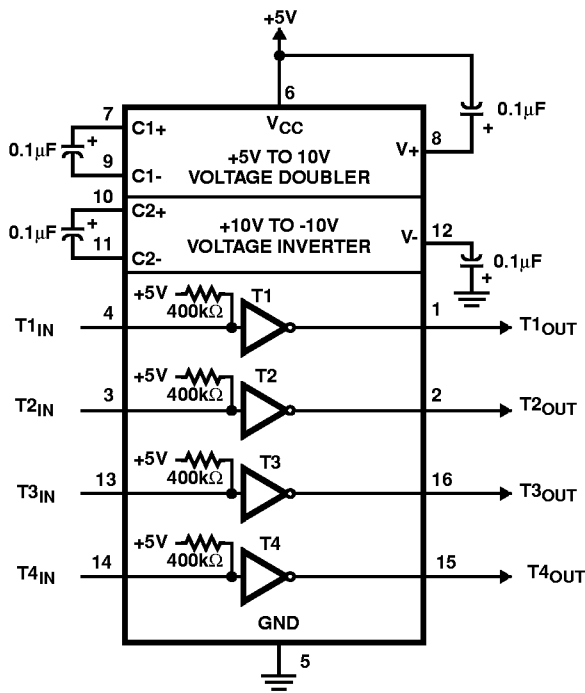 +5V
6
VCC
7
C1+
0.1µF
+
9
C1-
+5V TO 10V
VOLTAGE DOUBLER
V+
8
+
0.1µF
10
C2+
0.1µF
+
11
C2-
+10V TO -10V
VOLTAGE INVERTER
V-
12
+
0.1µF
+5V
400kΩ
T1
T1IN
4
1
T1OUT
+5V
400kΩ
T2
T2IN
3
2
T2OUT
+5V
400kΩ
T3
T3IN
13
16
T3OUT
+5V
400kΩ
T4
T4IN
14
15
T4OUT
GND
5